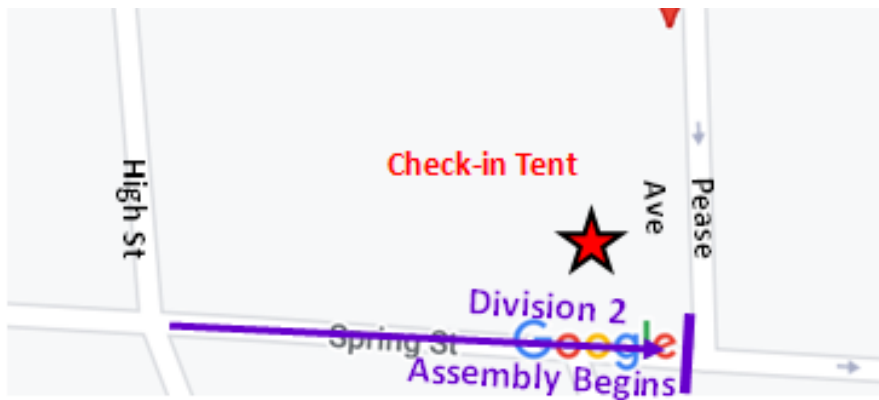 Check-in Tent
High St
Pease
Ave
Division 2
Spring St
Google
Assembly Begins